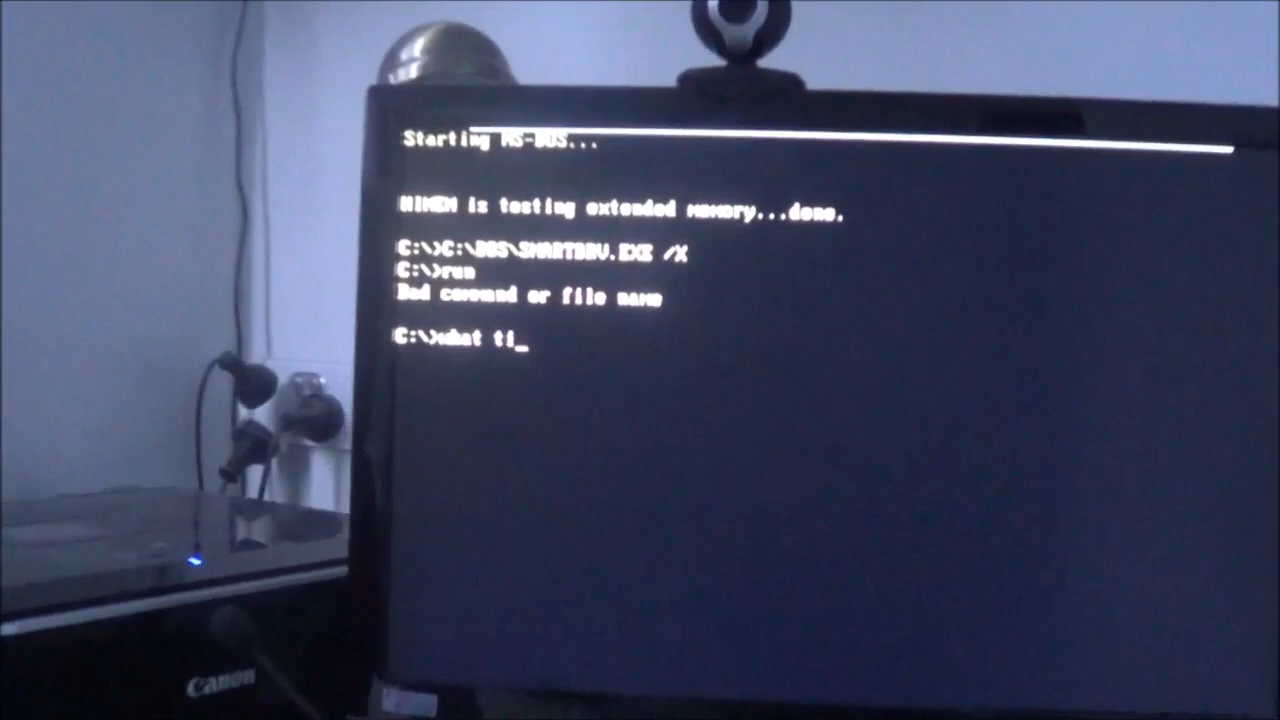 Starting MS-DOS...
HIMEM is testing extended memory...done.
C:\>C:\DOS\SMARTDRV.EXE /X
C:\>run
Bad command or file name
C:\>what ti_
Canon